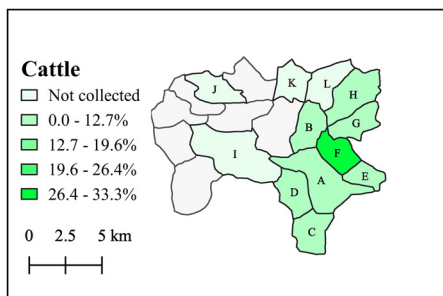 Cattle
Not collected
0.0 - 12.7%
12.7 - 19.6%
19.6 - 26.4%
26.4 - 33.3%
0 2.5 5 km
J
K
L
H
B
G
F
I
A
E
D
C